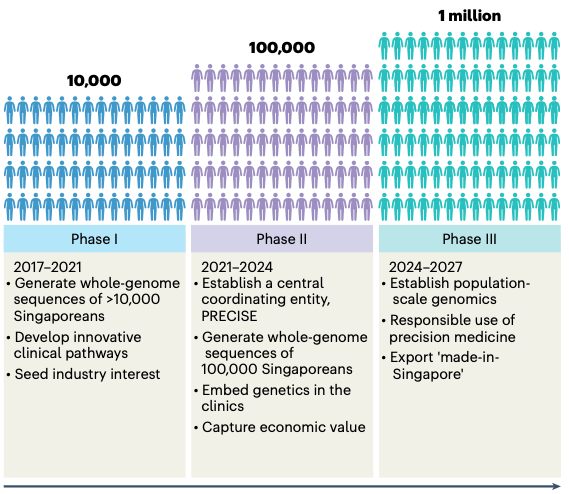 10,000
100,000
1 million
Phase I
2017–2021
• Generate whole-genome
sequences of >10,000
Singaporeans
• Develop innovative
clinical pathways
• Seed industry interest
Phase II
2021–2024
• Establish a central
coordinating entity,
PRECISE
• Generate whole-genome
sequences of
100,000 Singaporeans
• Embed genetics in the
clinics
• Capture economic value
Phase III
2024–2027
• Establish population-
scale genomics
• Responsible use of
precision medicine
• Export 'made-in-
Singapore'